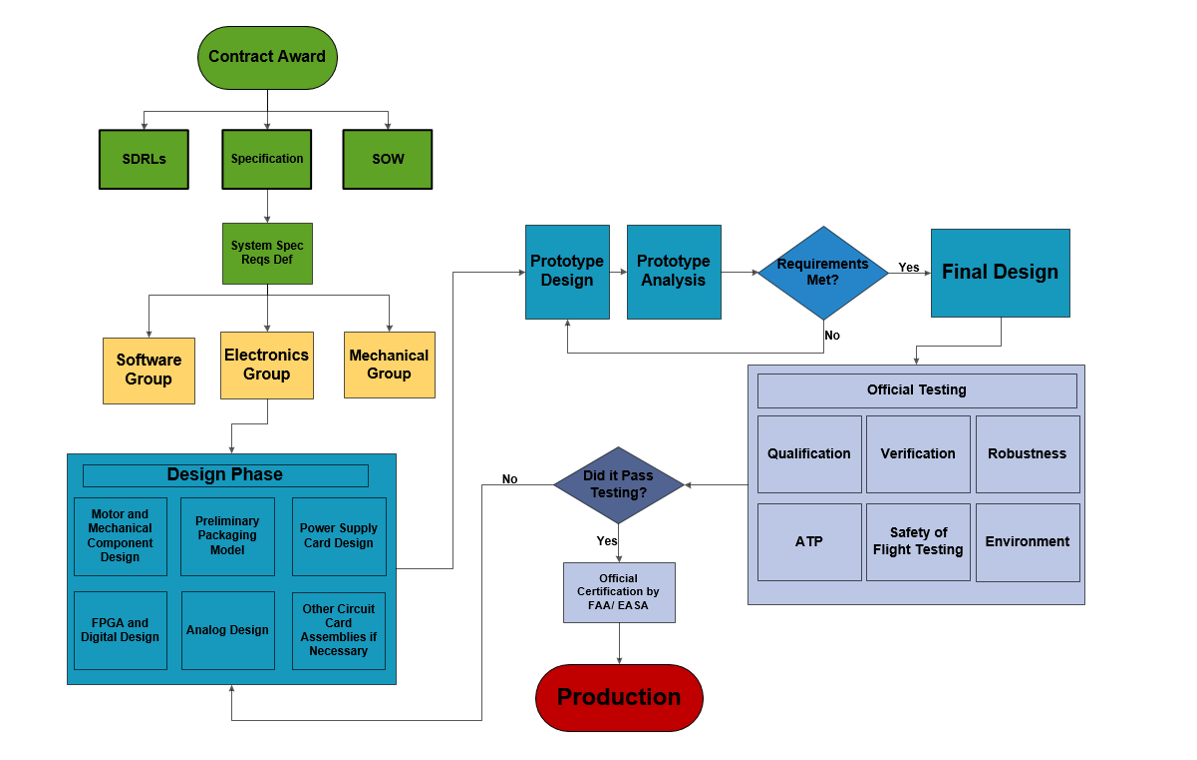 Contract Award
SDRLs
Specification
SOW
System Spec
Reqs Def
Software
Group
Electronics
Group
Mechanical
Group
Design Phase
Motor and
Mechanical
Component
Design
Preliminary
Packaging
Model
Power Supply
Card Design
FPGA and
Digital Design
Analog Design
Other Circuit
Card
Assemblies if
Necessary
Prototype
Design
Prototype
Analysis
Requirements
Met?
Yes
No
Final Design
Official Testing
Qualification
Verification
Robustness
ATP
Safety of
Flight Testing
Environment
Did it Pass
Testing?
No
Yes
Official
Certification by
FAA/ EASA
Production